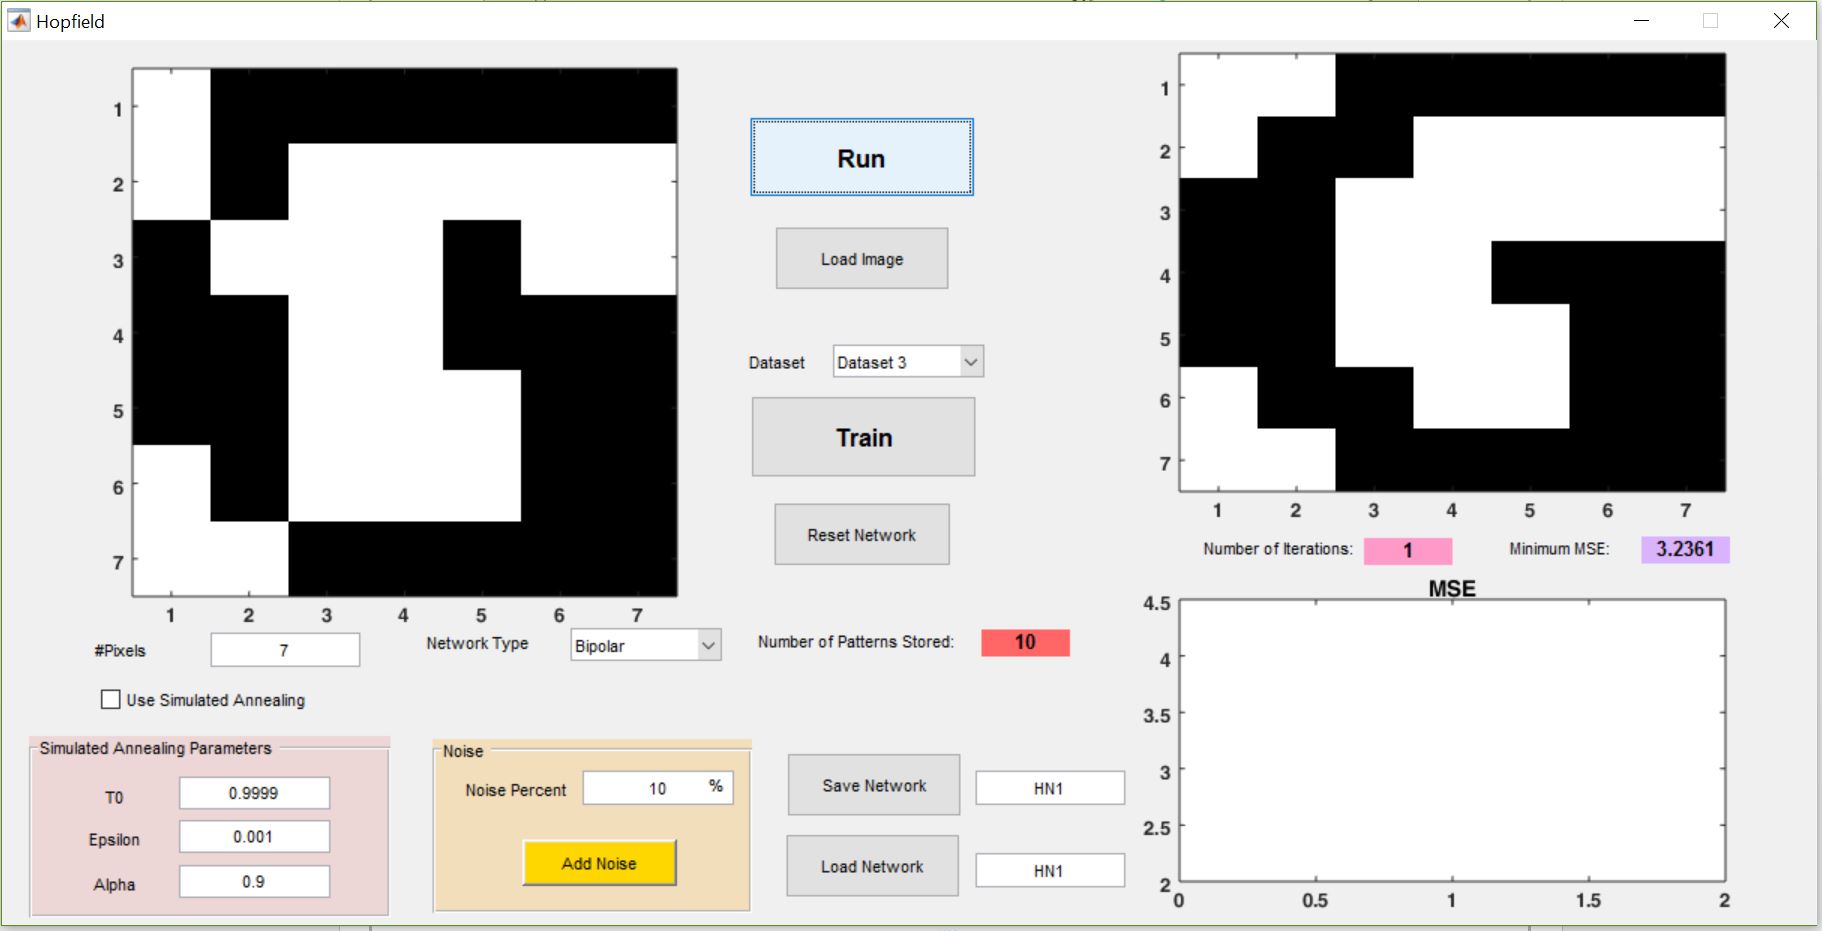 Hopfield
1
2
3
4
5
6
7
1 2 3 4 5 6 7
#Pixels 7
Network Type Bipolar
Use Simulated Annealing
Simulated Annealing Parameters
T0 0.9999
Epsilon 0.001
Alpha 0.9
Noise
Noise Percent 10 %
Add Noise
Run
Load Image
Dataset Dataset 3
Train
Reset Network
Number of Patterns Stored: 10
Save Network HN1
Load Network HN1
1
2
3
4
5
6
7
1 2 3 4 5 6 7
Number of Iterations: 1
Minimum MSE: 3.2361
MSE
4.5
4
3.5
3
2.5
2
0 0.5 1 1.5 2